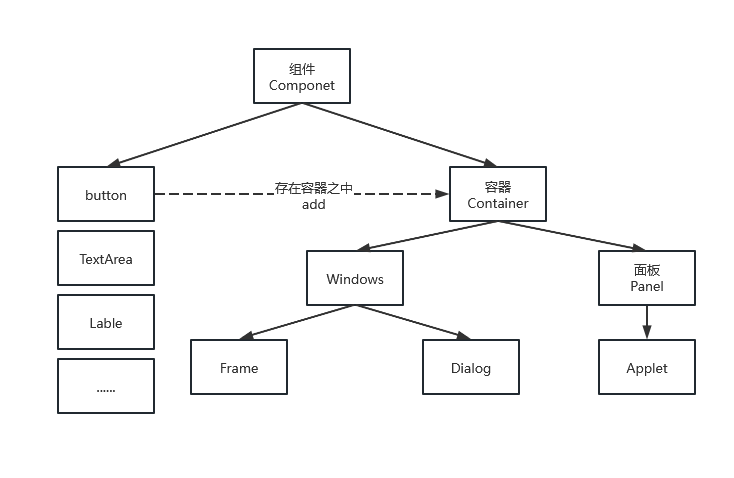 组件
Componet
button
存在容器之中
add
容器
Container
TextArea
Windows
面板
Panel
Lable
Frame
Dialog
Applet
......